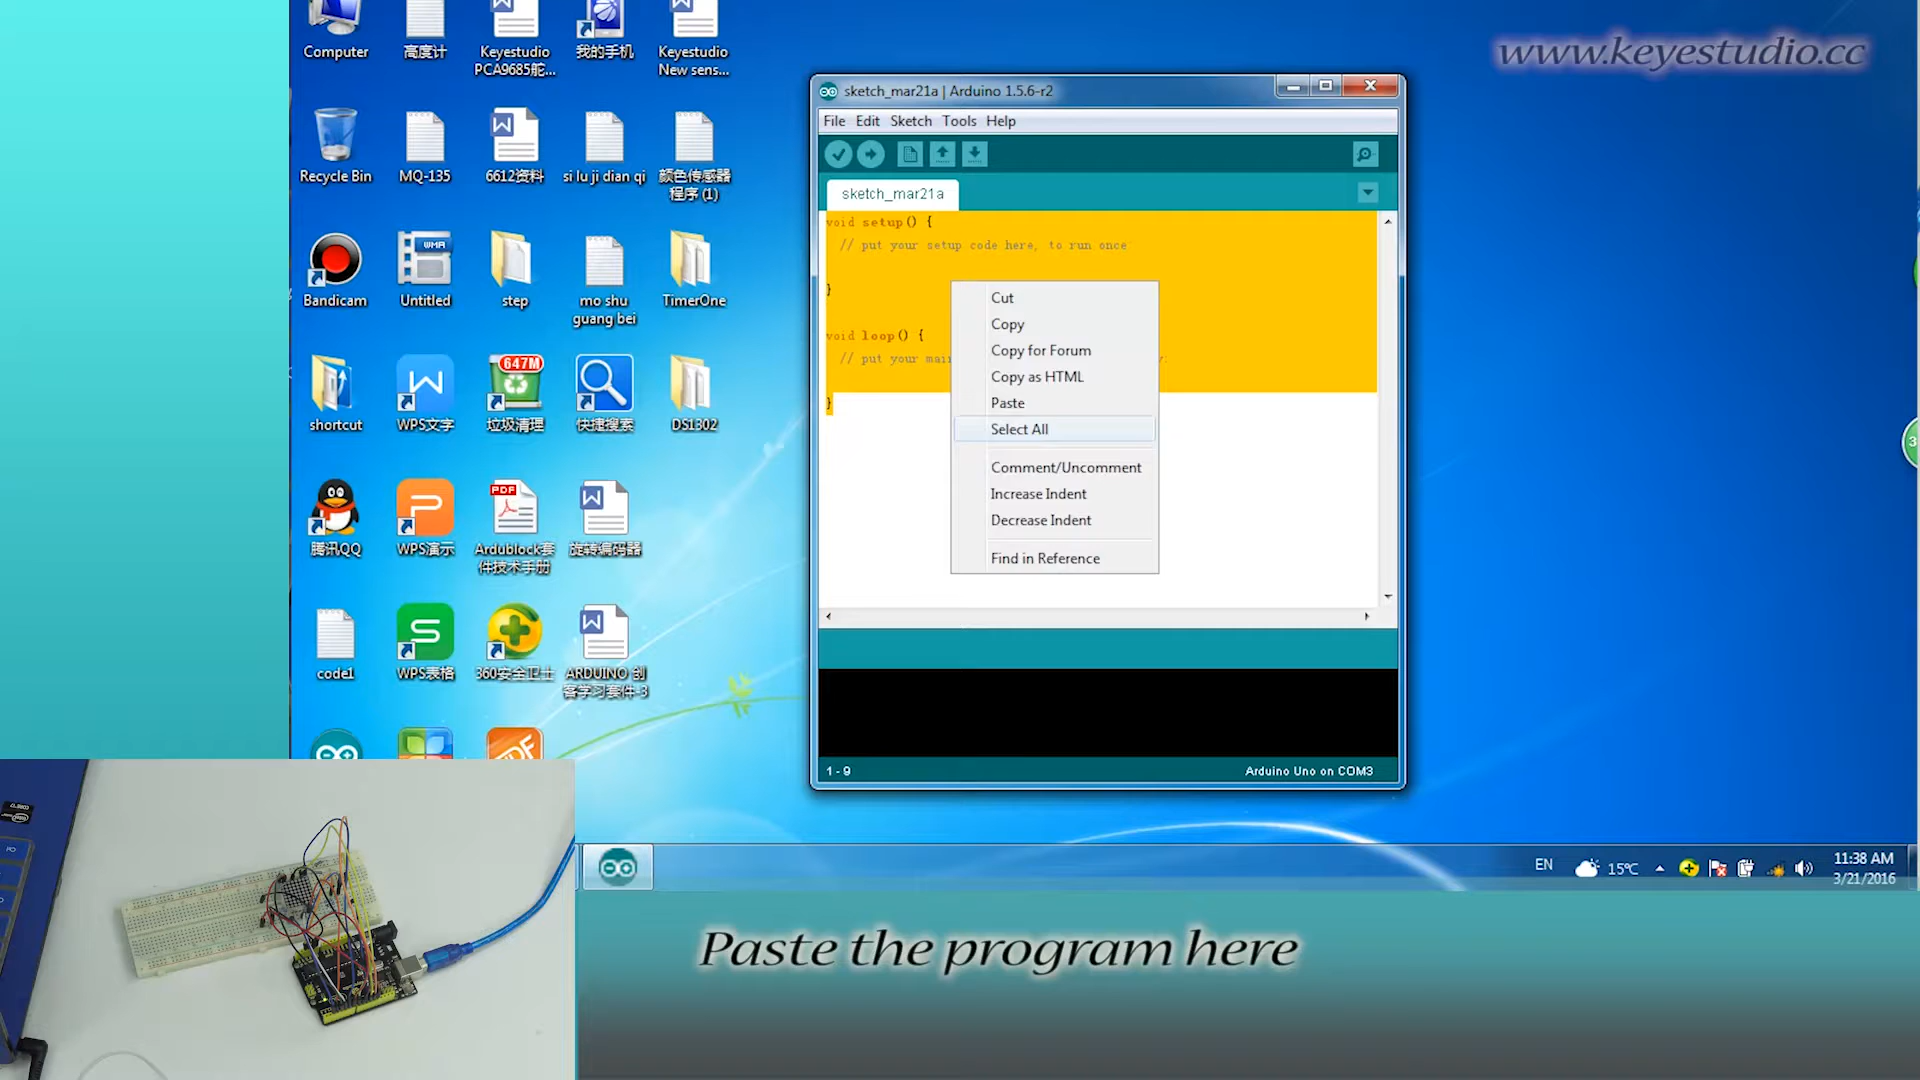 www.keyestudio.cc
Computer
高度计
Keyestudio
PCA9685舵...
我的手机
Keyestudio
New sens...
Recycle Bin
MQ-135
6612资料
si lu ji dian qi
颜色传感器
程序 (1)
WMA
Bandicam
Untitled
step
mo shu
guang bei
TimerOne
647M
shortcut
WPS文字
垃圾清理
快捷搜索
DS1302
PDF
腾讯QQ
WPS演示
Ardublock套
件技术手册
旋转编码器
code1
WPS表格
360安全卫士
ARDUINO 创
客学习套件-3
sketch_mar21a | Arduino 1.5.6-r2
File Edit Sketch Tools Help
sketch_mar21a
void setup() {
// put your setup code here, to run once
}
void loop() {
// put your mai
}
Cut
Copy
Copy for Forum
Copy as HTML
Paste
Select All
Comment/Uncomment
Increase Indent
Decrease Indent
Find in Reference
1 - 9
Arduino Uno on COM3
3
EN
15℃
11:38 AM
3/21/2016
Paste the program here